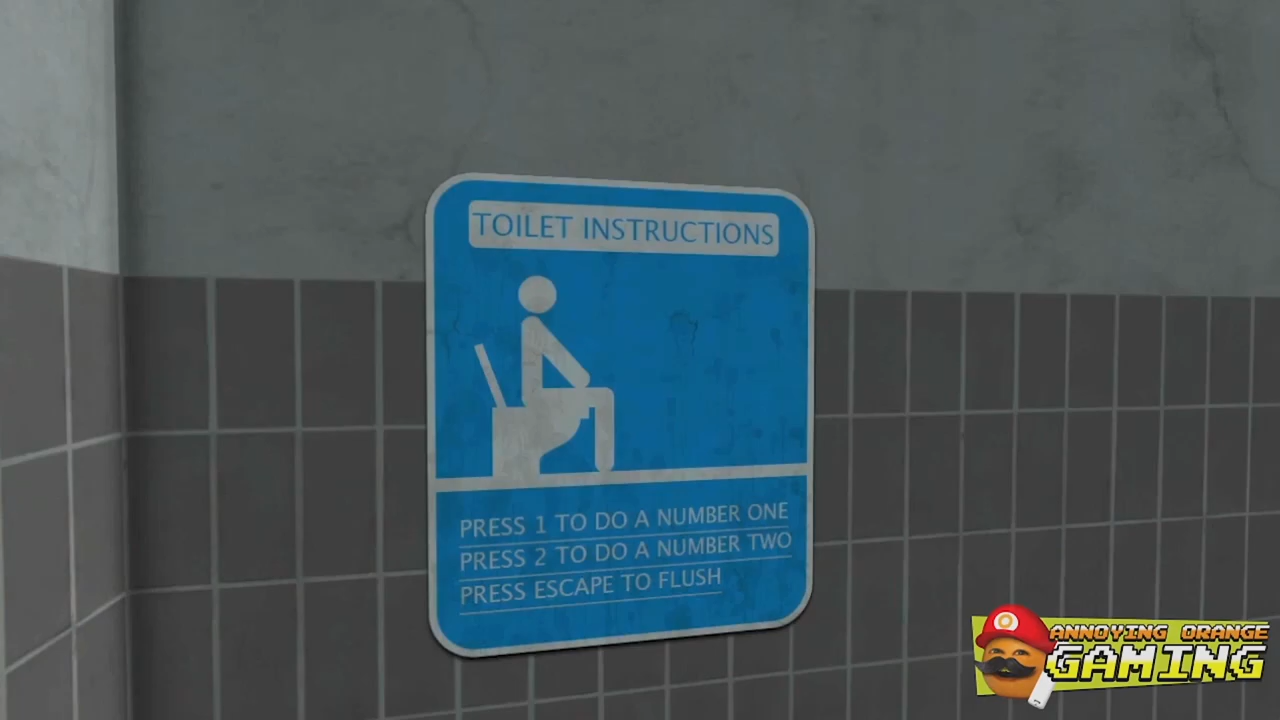 TOILET INSTRUCTIONS
PRESS 1 TO DO A NUMBER ONE
PRESS 2 TO DO A NUMBER TWO
PRESS ESCAPE TO FLUSH
ANNOYING ORANGE
GAMING